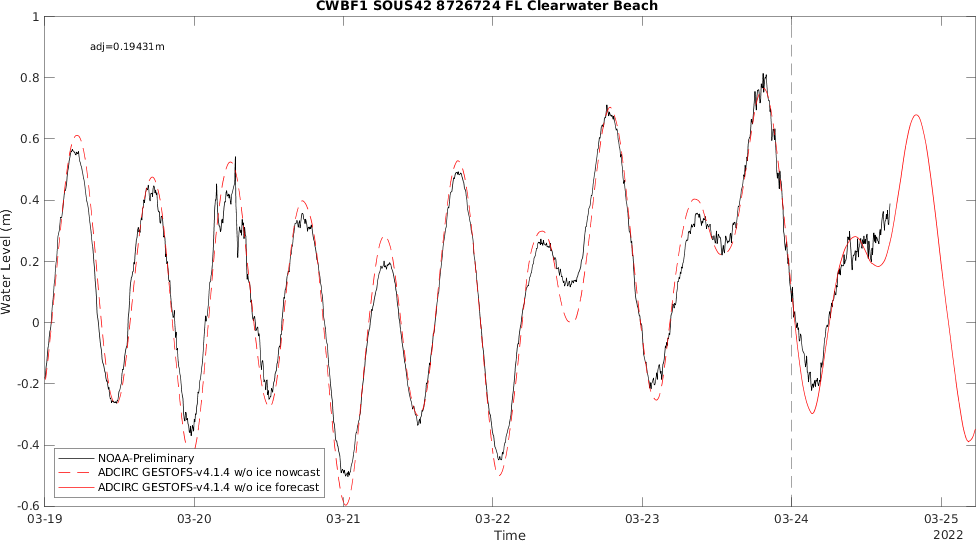 CWBF1 SOUS42 8726724 FL Clearwater Beach
1
adj=0.19431m
0.8
0.6
0.4
0.2
0
-0.2
-0.4
-0.6
Water Level (m)
NOAA-Preliminary
ADCIRC GESTOFS-v4.1.4 w/o ice nowcast
ADCIRC GESTOFS-v4.1.4 w/o ice forecast
03-19 03-20 03-21 03-22 03-23 03-24 03-25
Time
2022